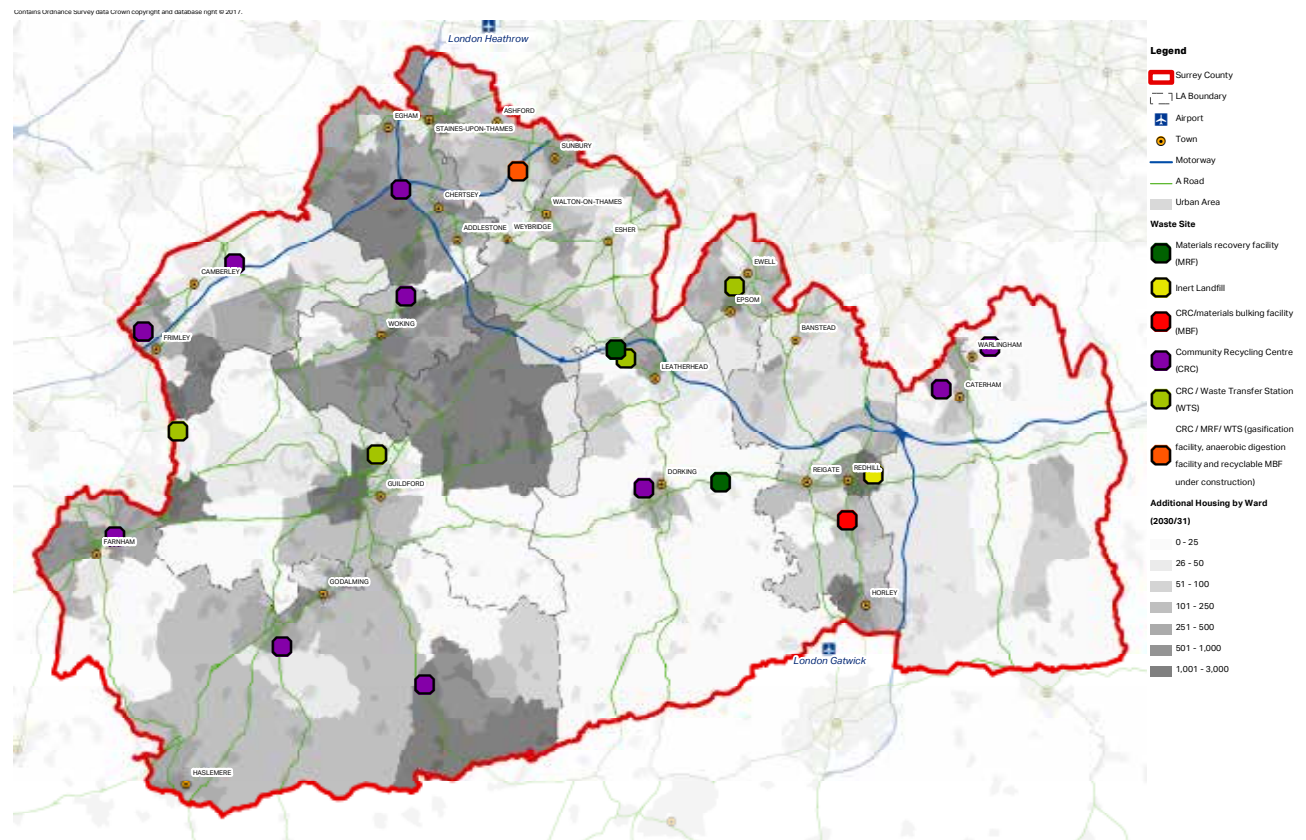 Contains Ordnance Survey data Crown copyright and database right © 2017.
London Heathrow
EGHAM
ASHFORD
STAINES-UPON-THAMES
SUNBURY
CHERTSEY
WALTON-ON-THAMES
ADDLESTONE
WEYBRIDGE
ESHER
CAMBERLEY
EWELL
EPSOM
WOKING
BANSTEAD
FRIMLEY
WARLINGHAM
LEATHERHEAD
CATERHAM
DORKING
REIGATE
REDHILL
GUILDFORD
FARNHAM
GODALMING
HORLEY
London Gatwick
HASLEMERE
Legend
Surrey County
LA Boundary
Airport
Town
Motorway
A Road
Urban Area
Waste Site
Materials recovery facility
(MRF)
Inert Landfill
CRC/materials bulking facility
(MBF)
Community Recycling Centre
(CRC)
CRC / Waste Transfer Station
(WTS)
CRC / MRF/ WTS (gasification
facility, anaerobic digestion
facility and recyclable MBF
under construction)
Additional Housing by Ward
(2030/31)
0 - 25
26 - 50
51 - 100
101 - 250
251 - 500
501 - 1,000
1,001 - 3,000